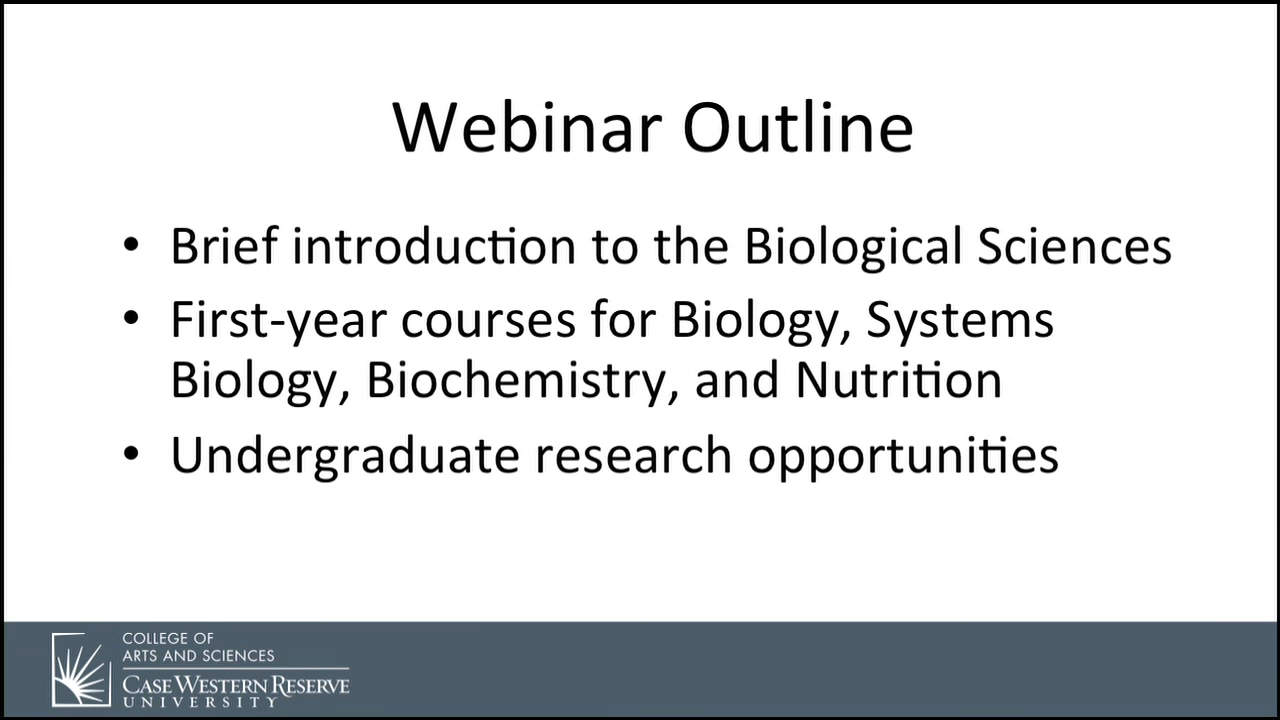 Webinar Outline
• Brief introduction to the Biological Sciences
• First-year courses for Biology, Systems
Biology, Biochemistry, and Nutrition
• Undergraduate research opportunities
COLLEGE OF
ARTS AND SCIENCES
CASE WESTERN RESERVE
UNIVERSITY